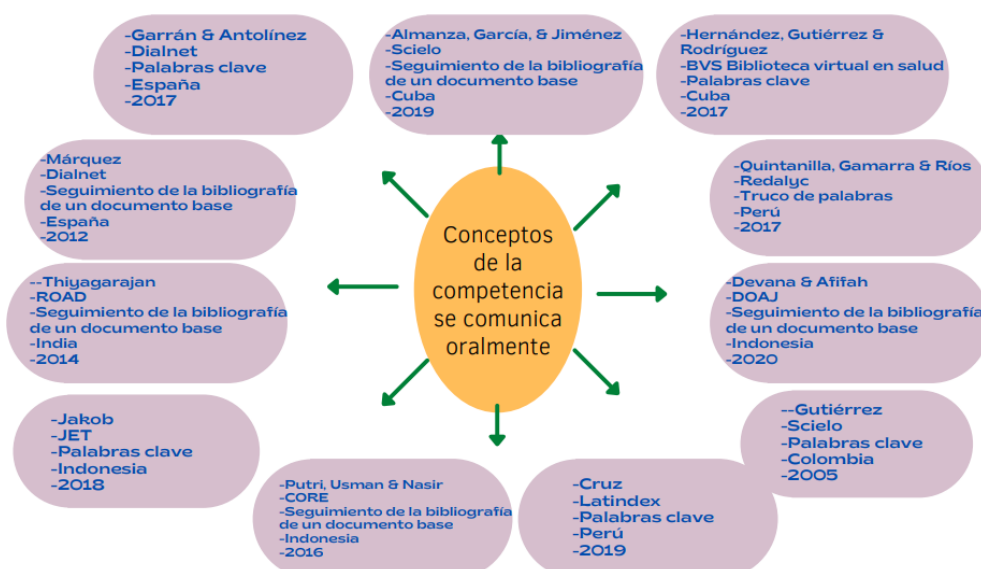 -Garrán & Antolínez
-Dialnet
-Palabras clave
-España
-2017
-Almanza, García, & Jiménez
-Scielo
-Seguimiento de la bibliografía
de un documento base
-Cuba
-2019
-Hernández, Gutiérrez &
Rodríguez
-BVS Biblioteca virtual en salud
-Palabras clave
-Cuba
-2017
-Márquez
-Dialnet
-Seguimiento de la bibliografía
de un documento base
-España
-2012
-Quintanilla, Gamarra & Ríos
-Redalyc
-Truco de palabras
-Perú
-2017
Conceptos
de la
competencia
se comunica
oralmente
--Thiyagarajan
-ROAD
-Seguimiento de la bibliografía
de un documento base
-India
-2014
-Devana & Afifah
-DOAJ
-Seguimiento de la bibliografía
de un documento base
-Indonesia
-2020
-Jakob
-JET
-Palabras clave
-Indonesia
-2018
--Gutiérrez
-Scielo
-Palabras clave
-Colombia
-2005
-Putri, Usman & Nasir
-CORE
-Seguimiento de la bibliografía
de un documento base
-Indonesia
-2016
-Cruz
-Latindex
-Palabras clave
-Perú
-2019